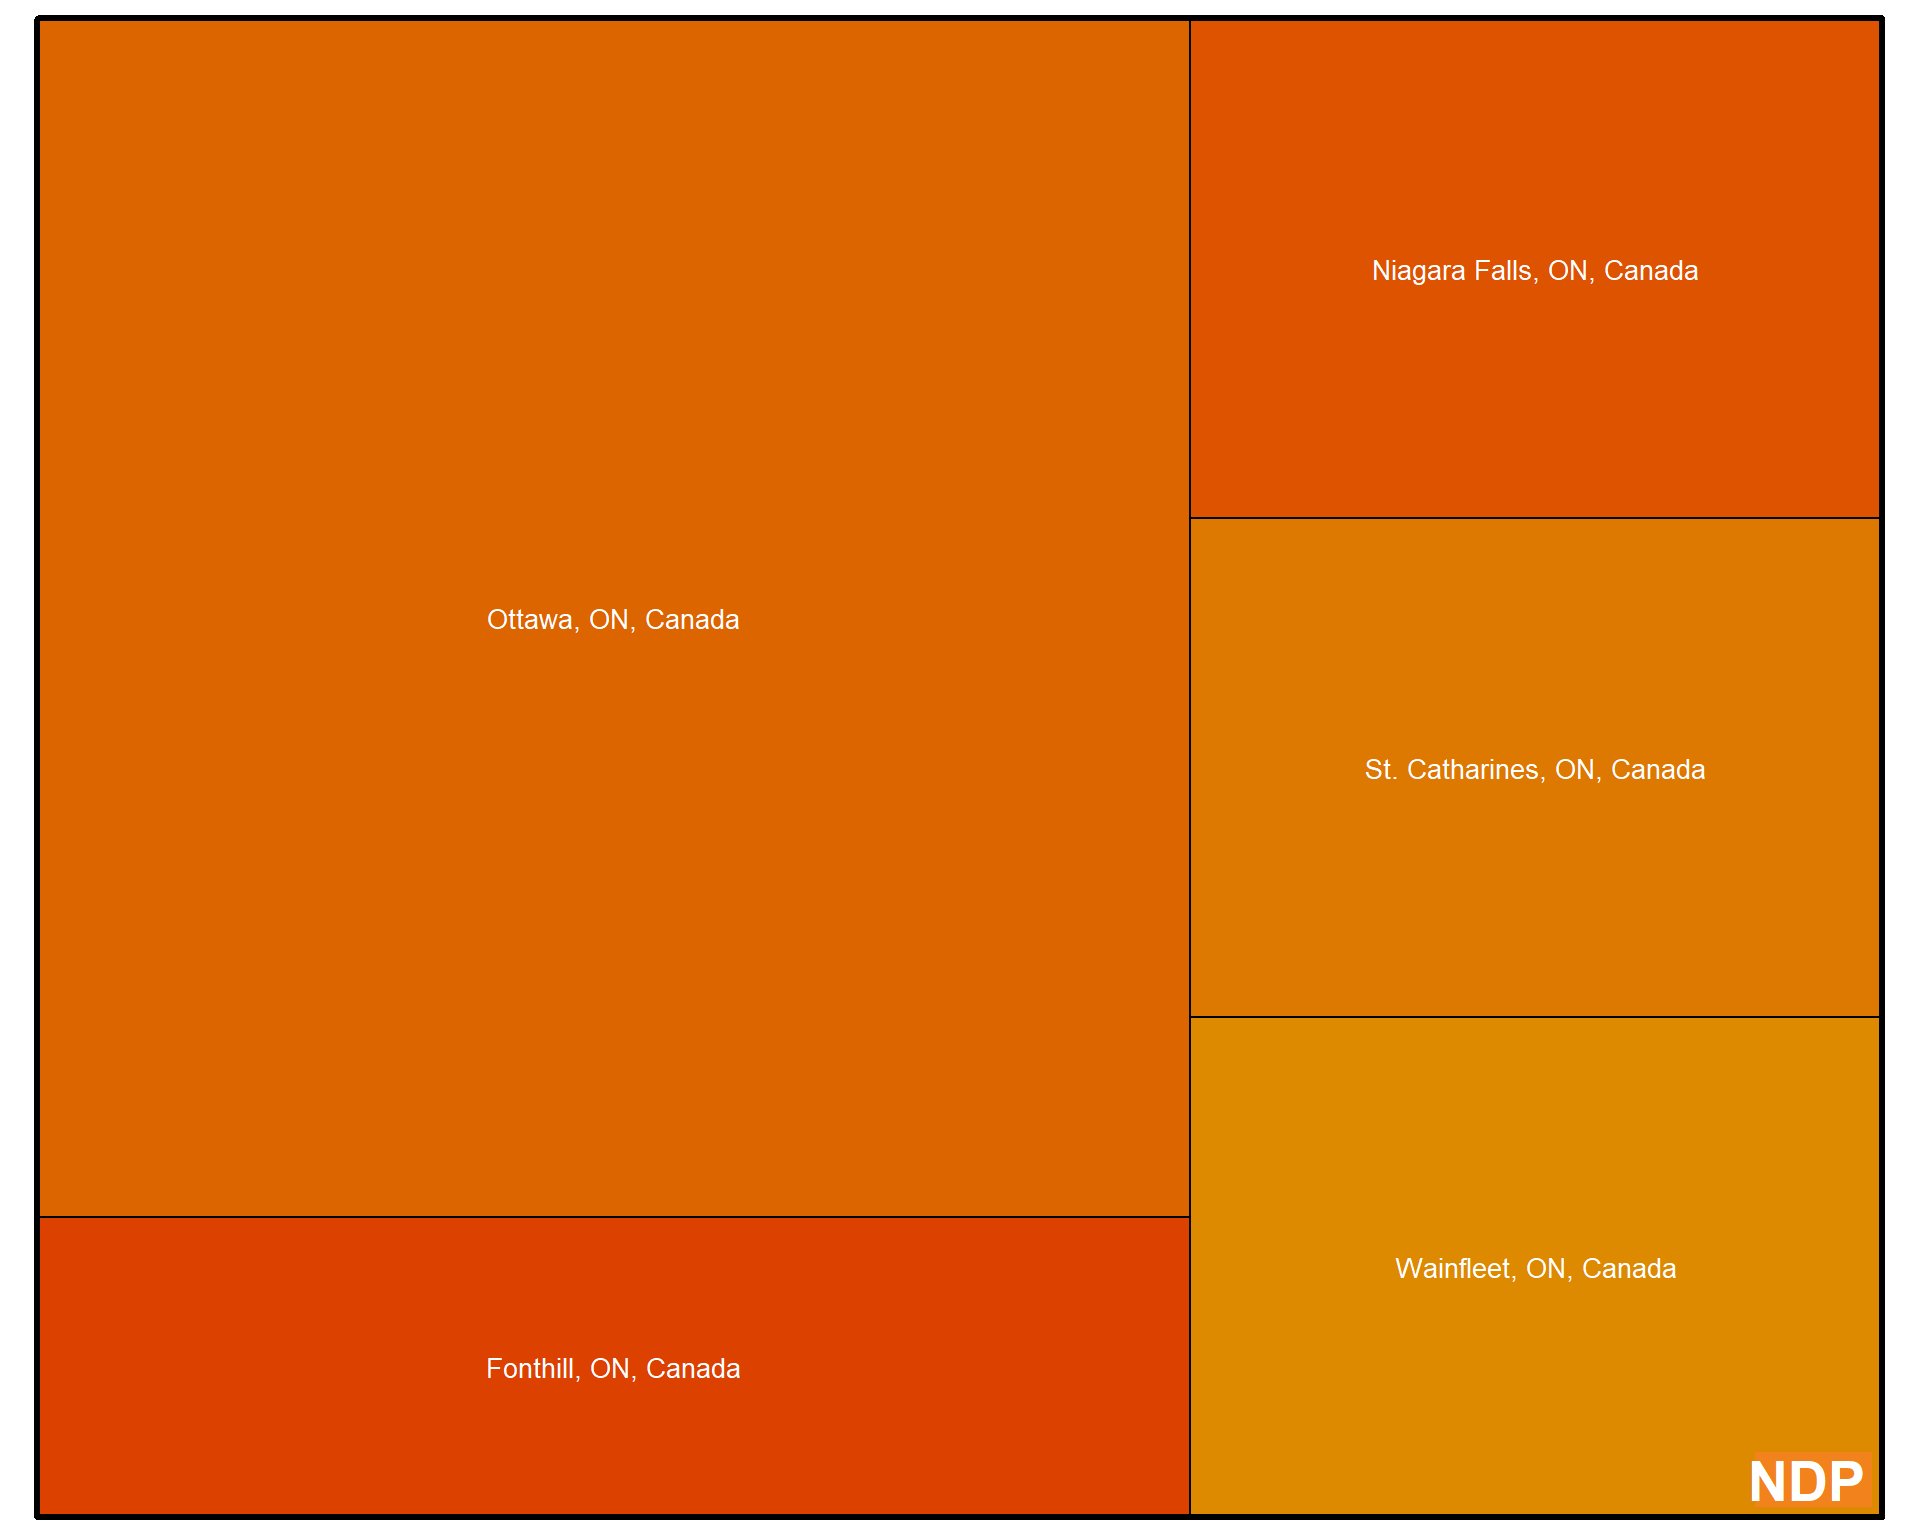 Niagara Falls, ON, Canada
Ottawa, ON, Canada
St. Catharines, ON, Canada
Wainfleet, ON, Canada
Fonthill, ON, Canada
NDP